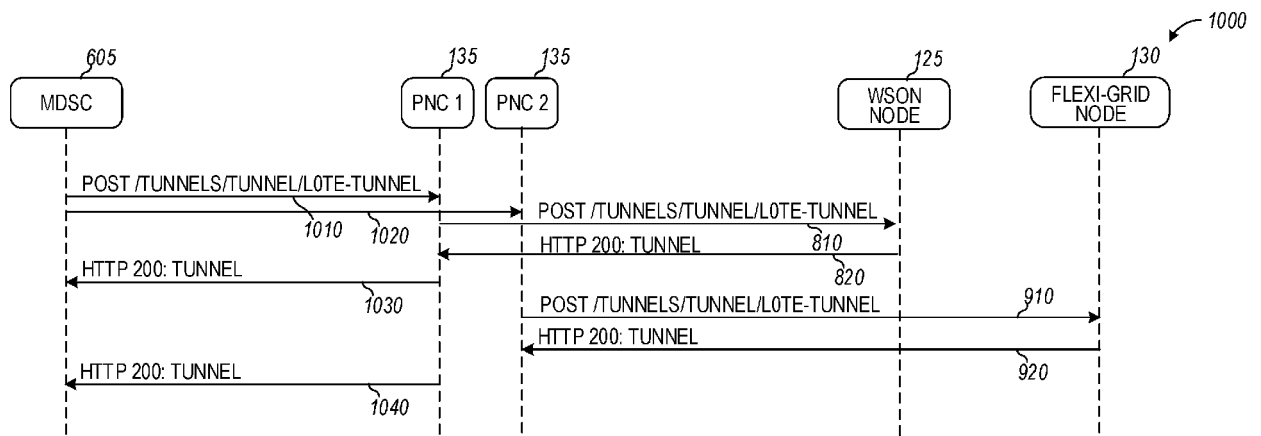 1000
605
135
135
125
130
MDSC
PNC 1
PNC 2
WSON
NODE
FLEXI-GRID
NODE
POST /TUNNELS/TUNNEL/L0TE-TUNNEL
1010
1020
POST /TUNNELS/TUNNEL/L0TE-TUNNEL
810
HTTP 200: TUNNEL
820
HTTP 200: TUNNEL
1030
POST /TUNNELS/TUNNEL/L0TE-TUNNEL
910
HTTP 200: TUNNEL
920
HTTP 200: TUNNEL
1040